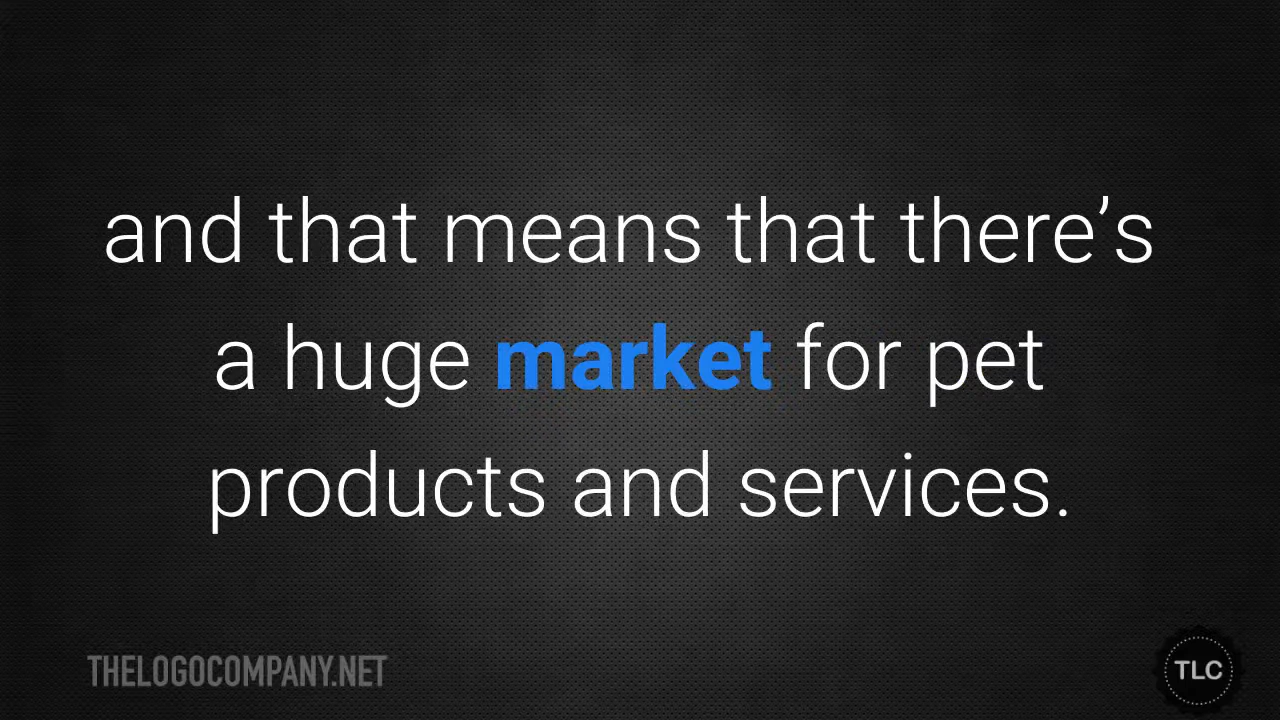 and that means that there’s
a huge market for pet
products and services.
THELOGOCOMPANY.NET
TLC